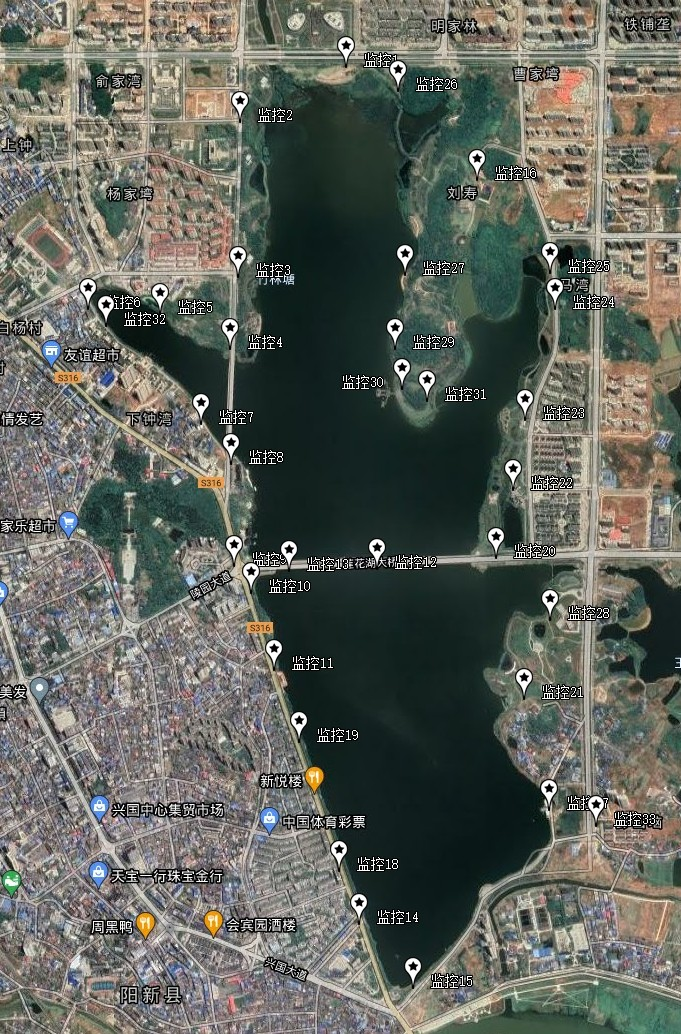 明家林
铁铺垄
监控1
监控26
曹家塆
俞家湾
监控2
上钟
监控16
杨家塆
刘寿
监控3
竹林塘
监控27
监控25
马湾
监控24
监控6
监控5
监控32
白杨村
监控4
监控29
友谊超市
S316
监控30
监控31
情发艺
下钟湾
监控7
监控23
监控8
S316
监控22
家乐超市
监控9
监控13
监控12
监控20
监控10
陵园大道
监控28
S316
监控11
监控21
美发
监控19
新悦楼
兴国中心集贸市场
中国体育彩票
监控33
监控18
天宝一行珠宝金行
周黑鸭
会宾园酒楼
监控14
兴国大道
监控15
阳新县